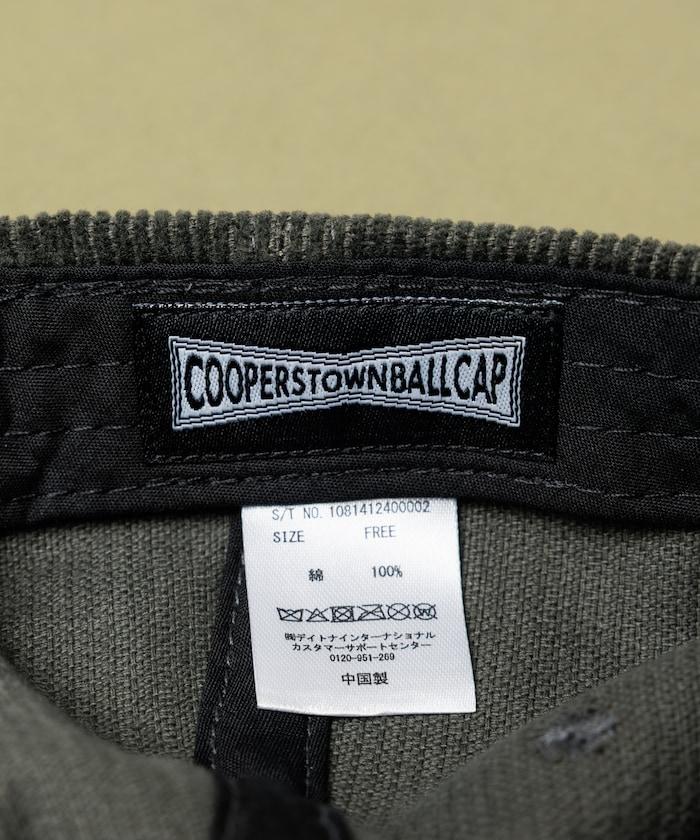 COOPERSTOWNBALLCAP
S/T NO. 1081412400002
SIZE FREE
綿 100%
㈱デイトナインターナショナル
カスタマーサポートセンター
0120-951-269
中国製